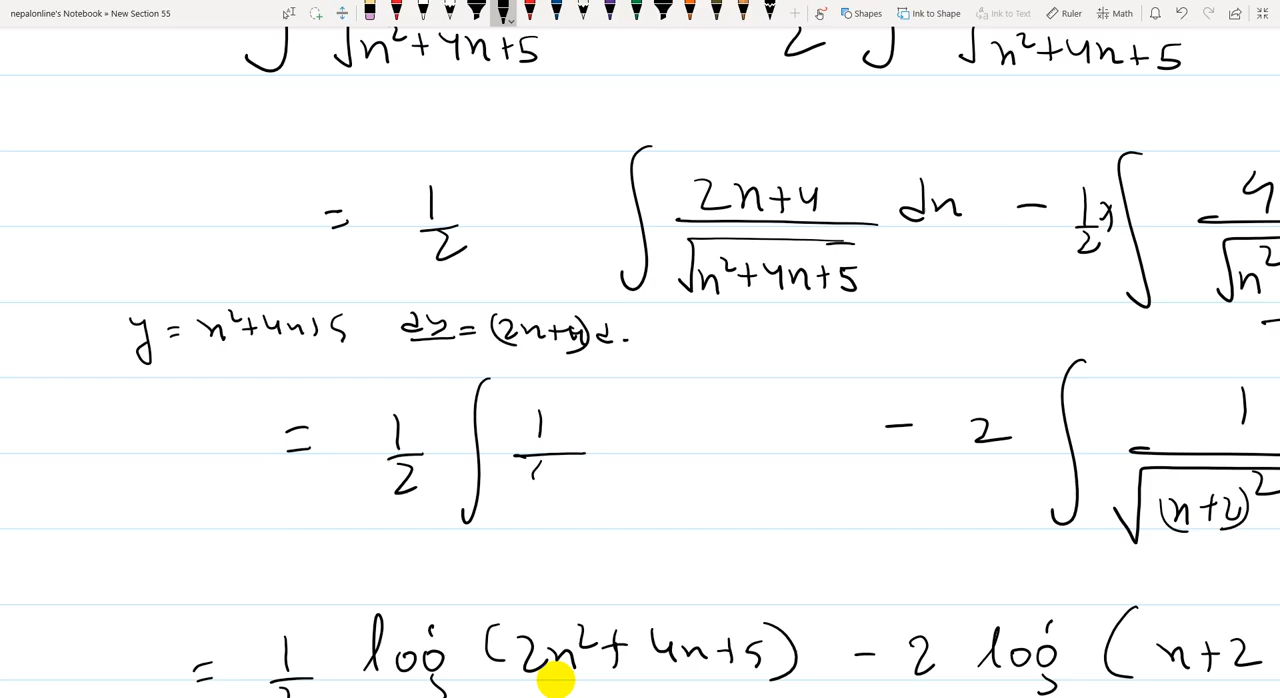 nepalonline's Notebook » New Section 55
Shapes Ink to Shape Ink to Text Ruler Math
√n²+4n+5 2 ∫ √n²+4n+5
= 1/2 ∫ 2n+4/√n²+4n+5 dn - 1/2 x ∫ 4/√n²
y = n²+4n+5 dy = (2n+4)d.
= 1/2 ∫ 1/ - 2 ∫ 1/√(n+2)²
= 1/2 log (2n²+4n+5) - 2 log (n+2